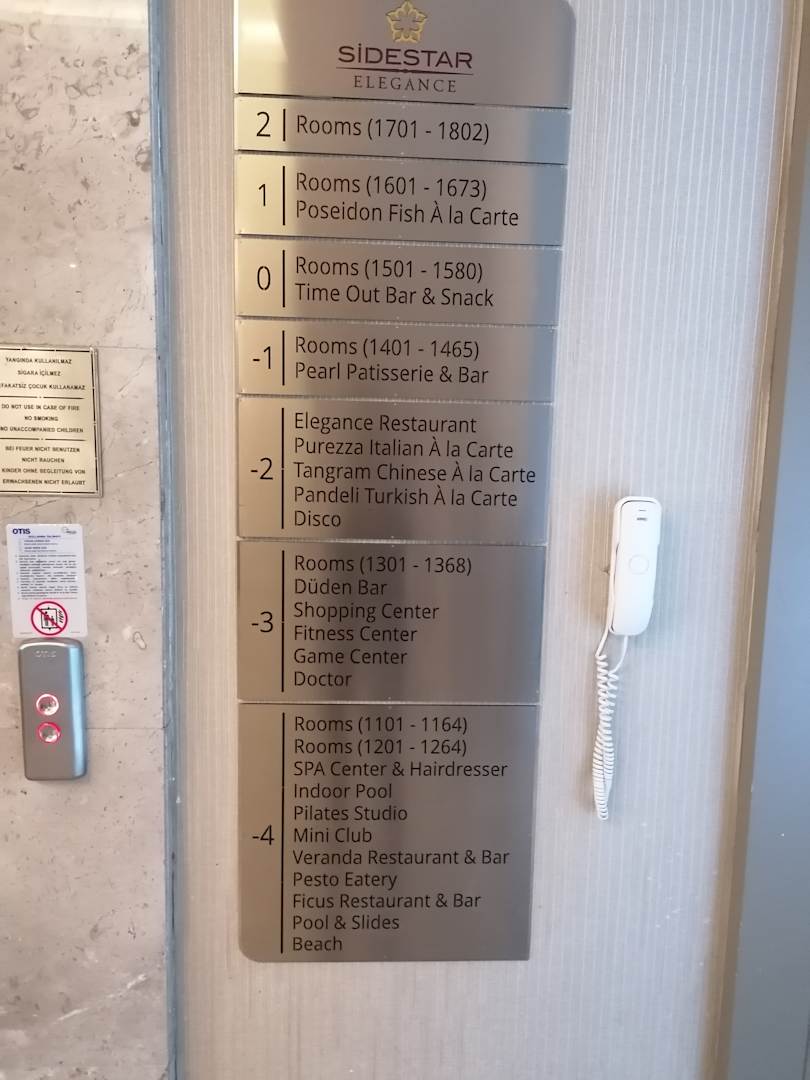 SİDESTAR
ELEGANCE
2
Rooms (1701 - 1802)
1
Rooms (1601 - 1673)
Poseidon Fish À la Carte
0
Rooms (1501 - 1580)
Time Out Bar & Snack
-1
Rooms (1401 - 1465)
Pearl Patisserie & Bar
-2
Elegance Restaurant
Purezza Italian À la Carte
Tangram Chinese À la Carte
Pandeli Turkish À la Carte
Disco
-3
Rooms (1301 - 1368)
Düden Bar
Shopping Center
Fitness Center
Game Center
Doctor
-4
Rooms (1101 - 1164)
Rooms (1201 - 1264)
SPA Center & Hairdresser
Indoor Pool
Pilates Studio
Mini Club
Veranda Restaurant & Bar
Pesto Eatery
Ficus Restaurant & Bar
Pool & Slides
Beach
YANGINDA KULLANILMAZ
SİGARA İÇİLMEZ
EFAKATSİZ ÇOCUK KULLANAMAZ
DO NOT USE IN CASE OF FIRE
NO SMOKING
NO UNACCOMPANIED CHILDREN
BEI FEUER NICHT BENUTZEN
NICHT RAUCHEN
KINDER OHNE BEGLEITUNG VON
ERWACHSENEN NICHT ERLAUBT
OTIS
OTIS